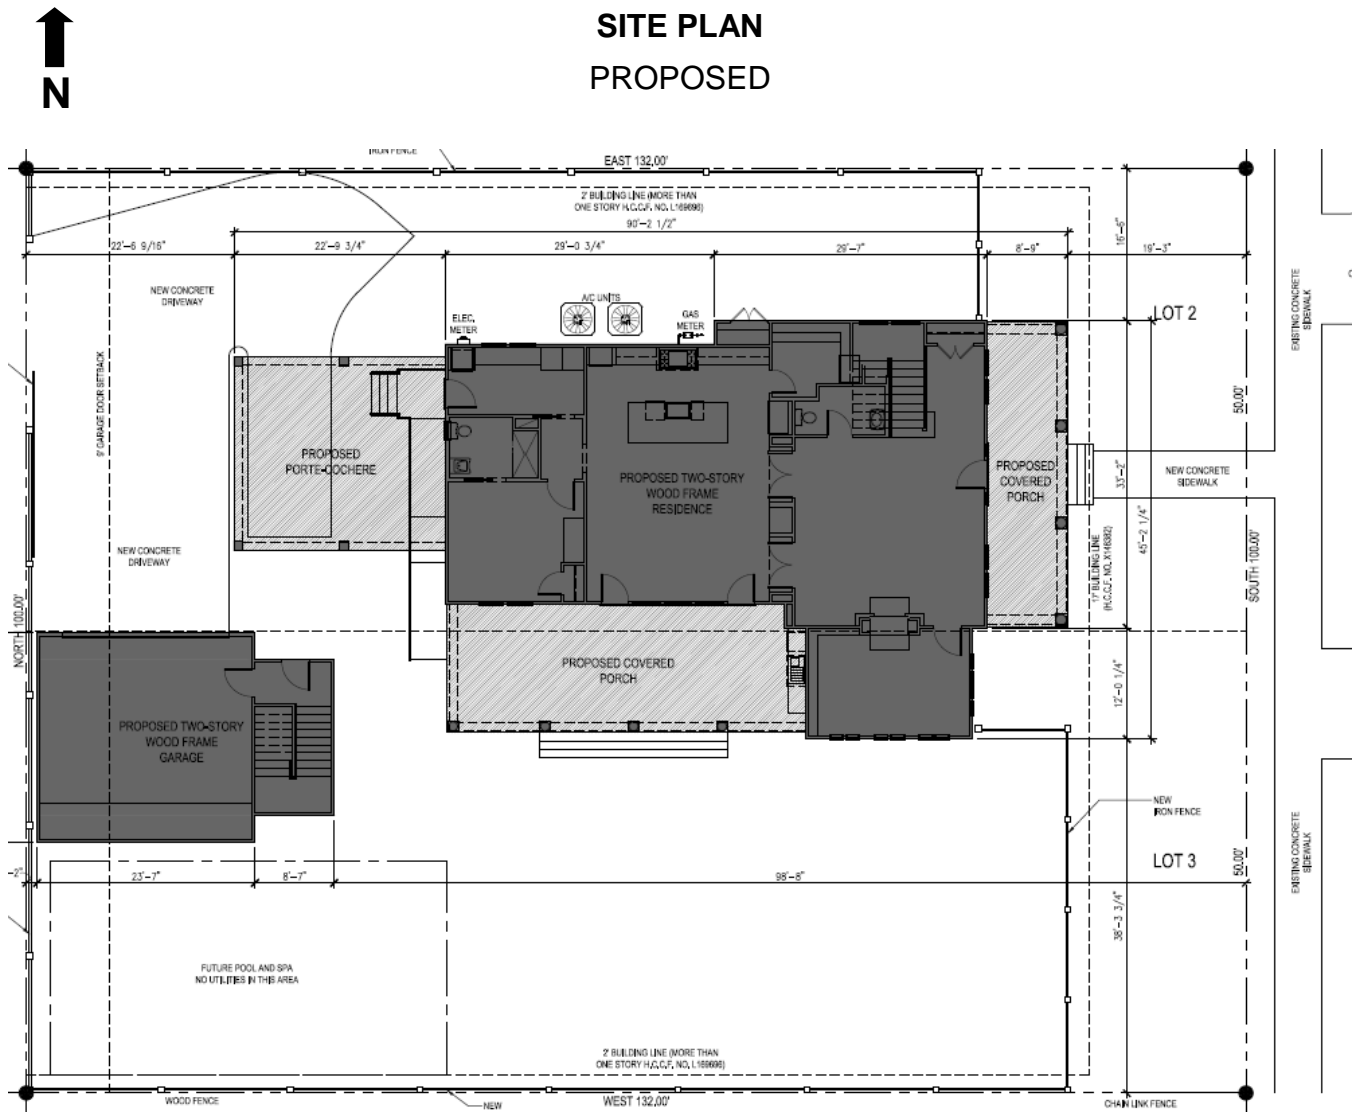 SITE PLAN
PROPOSED
N
IRON FENCE
EAST 132.00'
2' BUILDING LINE (MORE THAN
ONE STORY H.C.C.F. NO. L169696)
90'-2 1/2"
22'-6 9/16"
22'-9 3/4"
29'-0 3/4"
29'-7"
8'-9"
19'-3"
16'-6"
NEW CONCRETE
DRIVEWAY
A/C UNITS
ELEC.
METER
GAS
METER
LOT 2
EXISTING CONCRETE
SIDEWALK
9' GARAGE DOOR SETBACK
50.00'
PROPOSED
PORTE-COCHERE
PROPOSED TWO-STORY
WOOD FRAME
RESIDENCE
PROPOSED
COVERED
PORCH
33'-2"
NEW CONCRETE
SIDEWALK
45'-2 1/4"
17' BUILDING LINE
(H.C.C.F. NO. X146382)
NEW CONCRETE
DRIVEWAY
NORTH 100.00'
SOUTH 100.00'
PROPOSED COVERED
PORCH
12'-0 1/4"
PROPOSED TWO-STORY
WOOD FRAME
GARAGE
NEW
IRON FENCE
LOT 3
50.00'
EXISTING CONCRETE
SIDEWALK
-2"
23'-7"
8'-7"
98'-8"
38'-3 3/4"
FUTURE POOL AND SPA
NO UTILITIES IN THIS AREA
2' BUILDING LINE (MORE THAN
ONE STORY H.C.C.F. NO. L169696)
WOOD FENCE
NEW
WEST 132.00'
CHAIN LINK FENCE